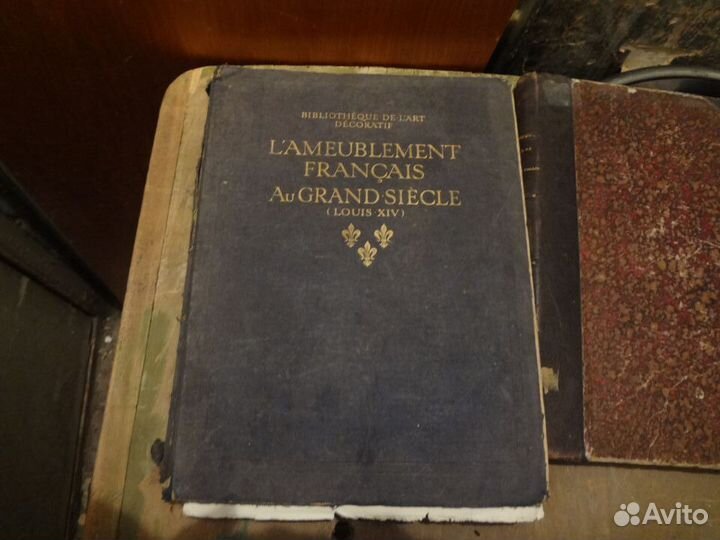 BIBLIOTHÈQUE DE·L'ART
DÉCORATIF
L'AMEUBLEMENT
FRANÇAIS
AU GRAND·SIÈCLE
(LOUIS·XIV)
Avito